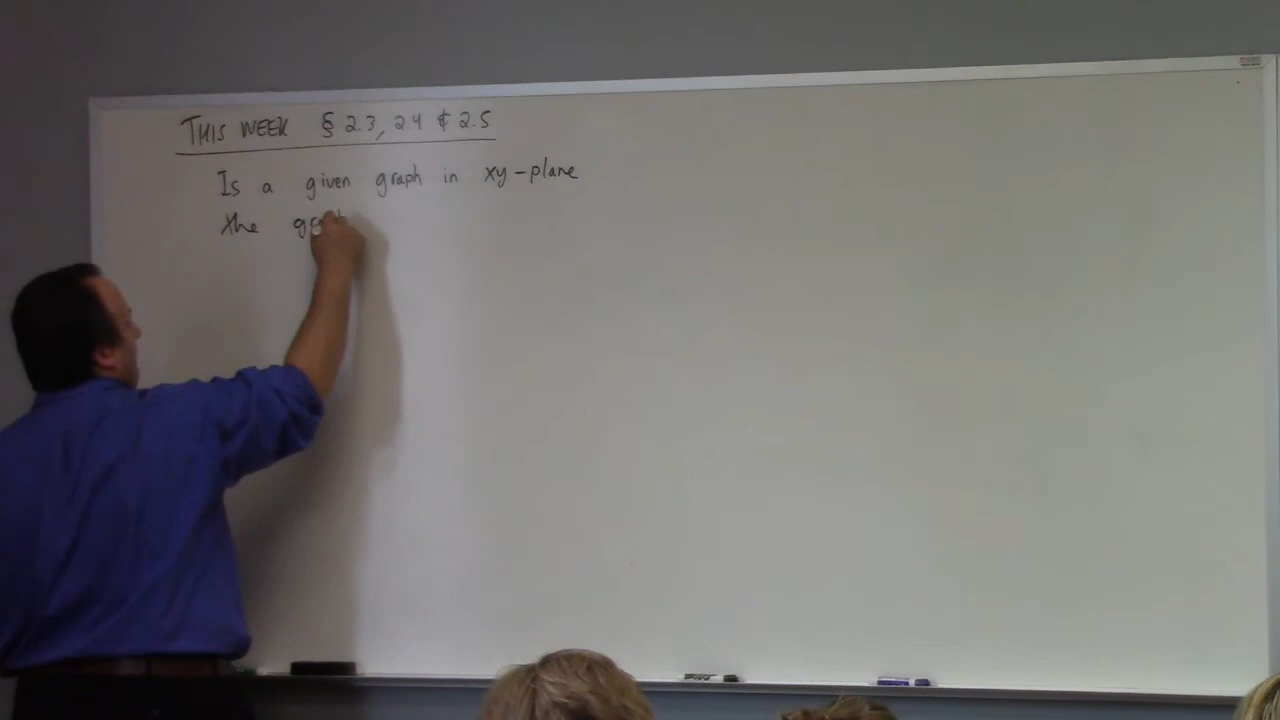 THIS WEEK § 2.3, 2.4 & 2.5
Is a given graph in xy-plane
the